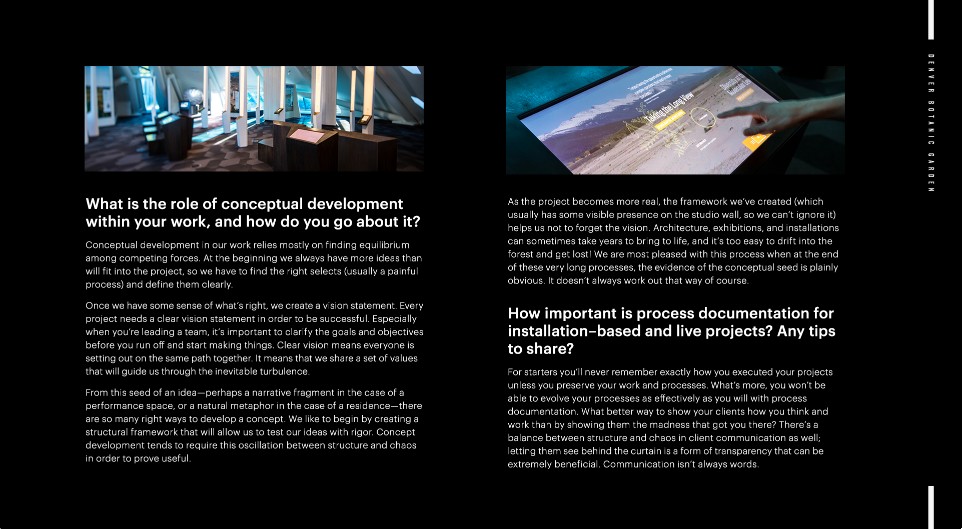 What is the role of conceptual development
within your work, and how do you go about it?
Conceptual development in our work relies mostly on finding equilibrium
among competing forces. At the beginning we always have more ideas than
will fit into the project, so we have to find the right selects (usually a painful
process) and define them clearly.
Once we have some sense of what's right, we create a vision statement. Every
project needs a clear vision statement in order to be successful. Especially
when you're leading a team, it's important to clarify the goals and objectives
before you run off and start making things. Clear vision means everyone is
setting out on the same path together. It means that we share a set of values
that will guide us through the inevitable turbulence.
From this seed of an idea—perhaps a narrative fragment in the case of a
performance space, or a natural metaphor in the case of a residence—there
are so many right ways to develop a concept. We like to begin by creating a
structural framework that will allow us to test our ideas with rigor. Concept
development tends to require this oscillation between structure and chaos
in order to prove useful.
Taking the Long View
As the project becomes more real, the framework we've created (which
usually has some visible presence on the studio wall, so we can't ignore it)
helps us not to forget the vision. Architecture, exhibitions, and installations
can sometimes take years to bring to life, and it's too easy to drift into the
forest and get lost! We are most pleased with this process when at the end
of these very long processes, the evidence of the conceptual seed is plainly
obvious. It doesn't always work out that way of course.
How important is process documentation for
installation–based and live projects? Any tips
to share?
For starters you'll never remember exactly how you executed your projects
unless you preserve your work and processes. What's more, you won't be
able to evolve your processes as effectively as you will with process
documentation. What better way to show your clients how you think and
work than by showing them the madness that got you there? There's a
balance between structure and chaos in client communication as well;
letting them see behind the curtain is a form of transparency that can be
extremely beneficial. Communication isn't always words.
DENVER BOTANIC GARDEN